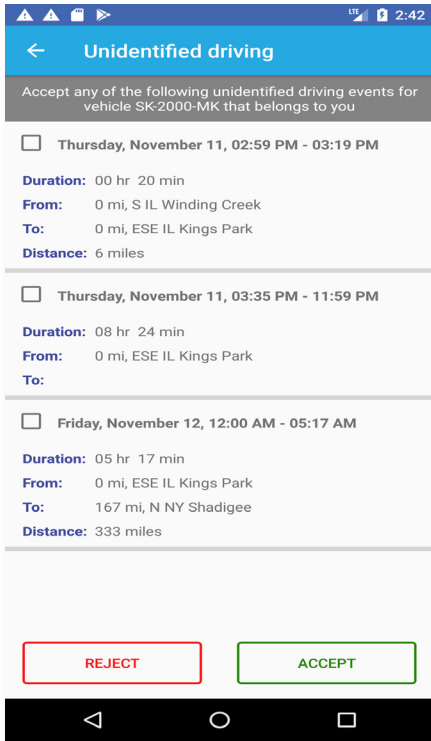 LTE 2:42
Unidentified driving
Accept any of the following unidentified driving events for
vehicle SK-2000-MK that belongs to you
Thursday, November 11, 02:59 PM - 03:19 PM
Duration: 00 hr 20 min
From: 0 mi, S IL Winding Creek
To: 0 mi, ESE IL Kings Park
Distance: 6 miles
Thursday, November 11, 03:35 PM - 11:59 PM
Duration: 08 hr 24 min
From: 0 mi, ESE IL Kings Park
To:
Friday, November 12, 12:00 AM - 05:17 AM
Duration: 05 hr 17 min
From: 0 mi, ESE IL Kings Park
To: 167 mi, N NY Shadigee
Distance: 333 miles
REJECT ACCEPT